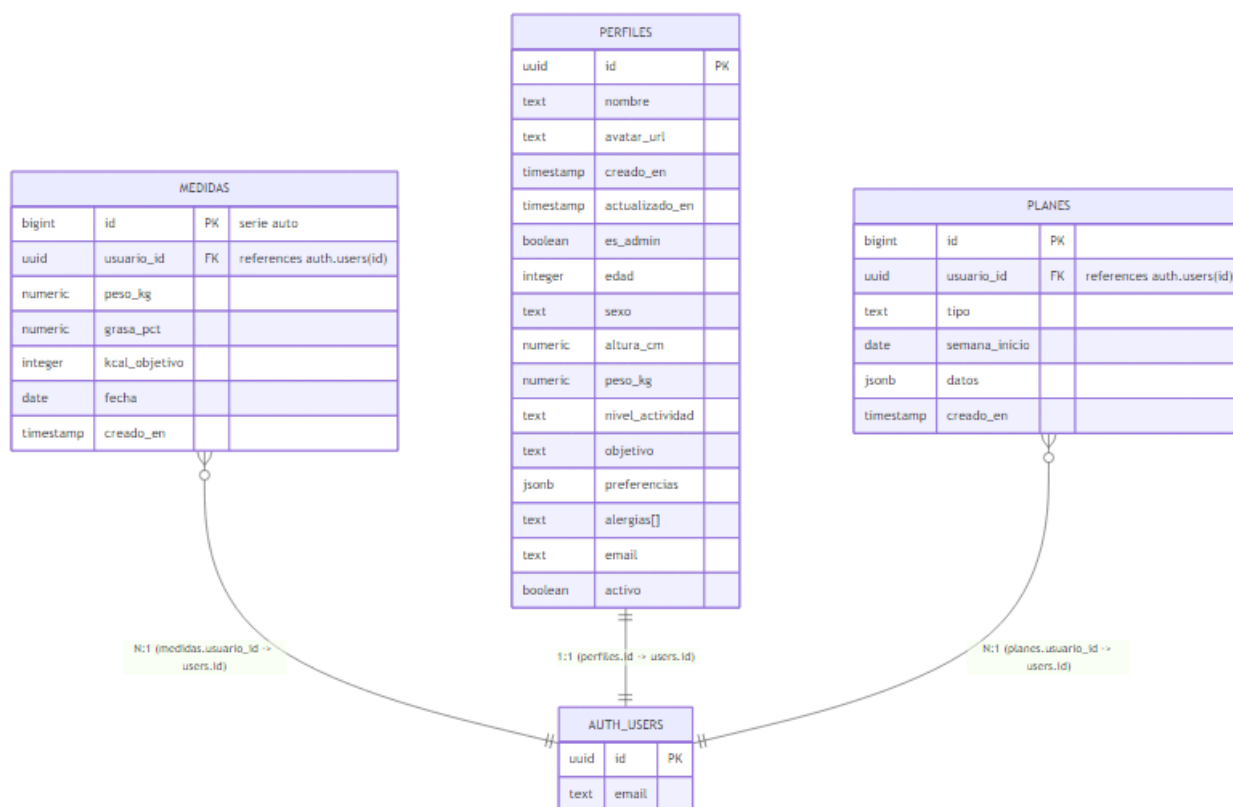 PERFILES
uuid id PK
text nombre
text avatar_url
timestamp creado_en
timestamp actualizado_en
boolean es_admin
integer edad
text sexo
numeric altura_cm
numeric peso_kg
text nivel_actividad
text objetivo
jsonb preferencias
text alergias[]
text email
boolean activo
MEDIDAS
bigint id PK serie auto
uuid usuario_id FK references auth.users(id)
numeric peso_kg
numeric grasa_pct
integer kcal_objetivo
date fecha
timestamp creado_en
PLANES
bigint id PK
uuid usuario_id FK references auth.users(id)
text tipo
date semana_inicio
jsonb datos
timestamp creado_en
N:1 (medidas.usuario_id ->
users.id)
1:1 (perfiles.id -> users.id)
N:1 (planes.usuario_id ->
users.id)
AUTH_USERS
uuid id PK
text email